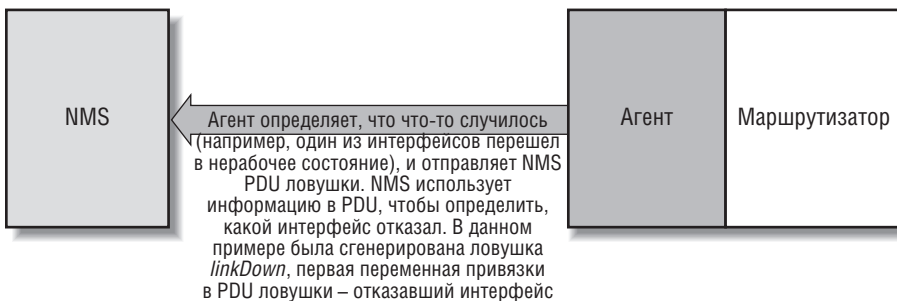 NMS
Агент определяет, что что-то случилось
(например, один из интерфейсов перешел
в нерабочее состояние), и отправляет NMS
PDU ловушки. NMS использует
информацию в PDU, чтобы определить,
какой интерфейс отказал. В данном
примере была сгенерирована ловушка
linkDown, первая переменная привязки
в PDU ловушки – отказавший интерфейс
Агент
Маршрутизатор